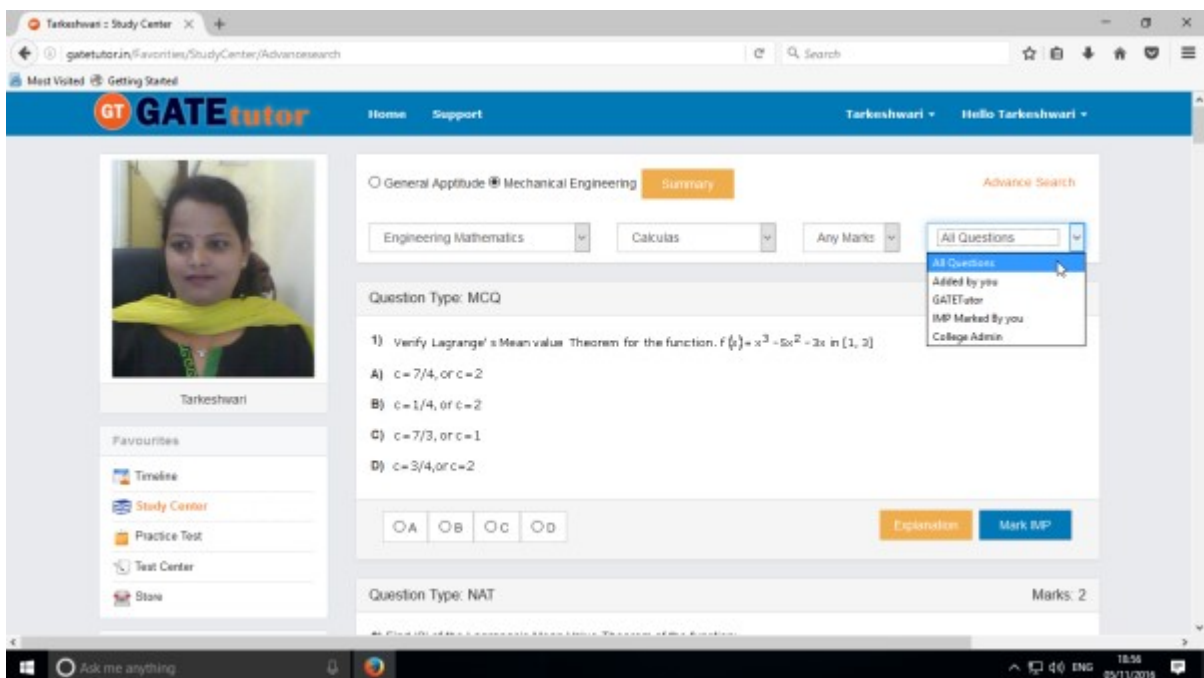 Tarkeshwari :: Study Center
gatetutor.in/Favorities/StudyCenter/Advancesearch
Search
Most Visited
Getting Started
GT GATEtutor
Home
Support
Tarkeshwari
Hello Tarkeshwari
General Apptitude
Mechanical Engineering
Summary
Advance Search
Engineering Mathematics
Calculas
Any Marks
All Questions
All Questions
Added by you
GATETutor
IMP Marked By you
College Admin
Tarkeshwari
Favourites
Timeline
Study Center
Practice Test
Test Center
Store
Question Type: MCQ
1) Verify Lagrange's Mean value Theorem for the function. f(x)= x³ -5x² -3x in [1, 3]
A) c=7/4, or c=2
B) c=1/4, or c=2
C) c=7/3, or c=1
D) c=3/4,or c=2
A B C D
Explanation
Mark IMP
Question Type: NAT
Marks: 2
Ask me anything
ENG
18:56
05/11/2016